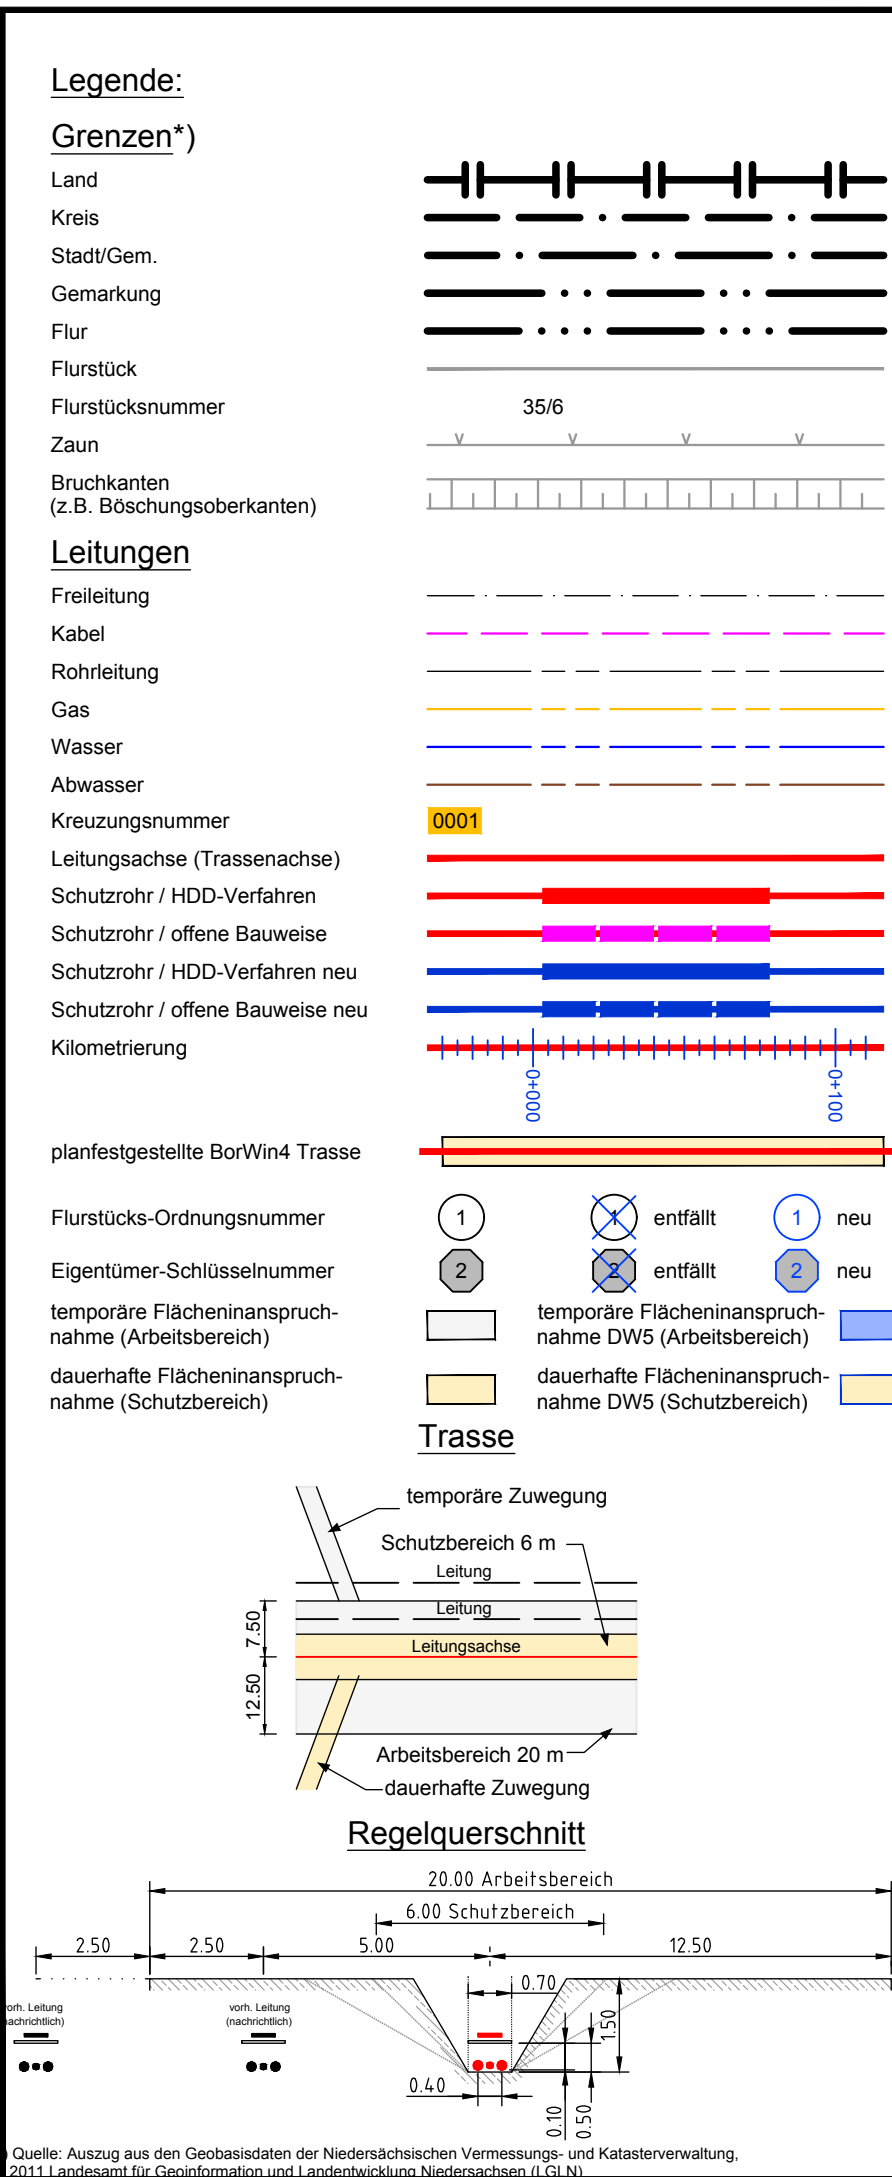 Legende:
Grenzen*)
Land
Kreis
Stadt/Gem.
Gemarkung
Flur
Flurstück
Flurstücksnummer 35/6
Zaun
Bruchkanten
(z.B. Böschungsoberkanten)
Leitungen
Freileitung
Kabel
Rohrleitung
Gas
Wasser
Abwasser
Kreuzungsnummer 0001
Leitungsachse (Trassenachse)
Schutzrohr / HDD-Verfahren
Schutzrohr / offene Bauweise
Schutzrohr / HDD-Verfahren neu
Schutzrohr / offene Bauweise neu
Kilometrierung
0+000 0+100
planfestgestellte BorWin4 Trasse
Flurstücks-Ordnungsnummer 1 1 entfällt 1 neu
Eigentümer-Schlüsselnummer 2 2 entfällt 2 neu
temporäre Flächeninanspruch-
nahme (Arbeitsbereich)
temporäre Flächeninanspruch-
nahme DW5 (Arbeitsbereich)
dauerhafte Flächeninanspruch-
nahme (Schutzbereich)
dauerhafte Flächeninanspruch-
nahme DW5 (Schutzbereich)
Trasse
temporäre Zuwegung
Schutzbereich 6 m
Leitung
Leitung
7.50
Leitungsachse
12.50
Arbeitsbereich 20 m
dauerhafte Zuwegung
Regelquerschnitt
20.00 Arbeitsbereich
6.00 Schutzbereich
2.50 2.50 5.00 12.50
0.70
1.50
vorh. Leitung
(nachrichtlich)
vorh. Leitung
(nachrichtlich)
0.40
0.10
0.50
) Quelle: Auszug aus den Geobasisdaten der Niedersächsischen Vermessungs- und Katasterverwaltung,
2011 Landesamt für Geoinformation und Landentwicklung Niedersachsen (LGLN)